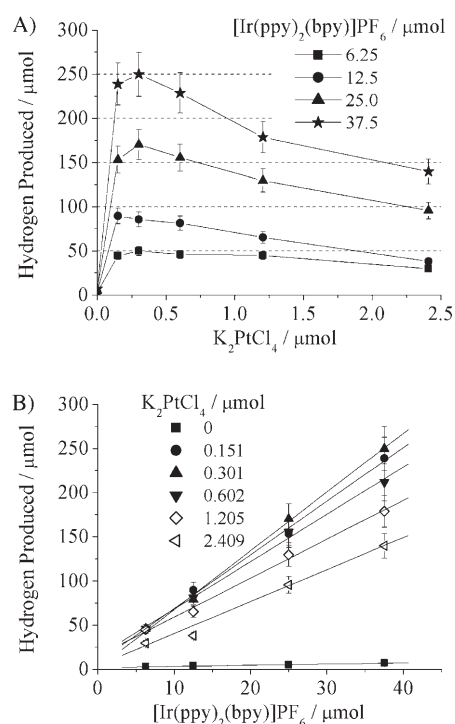 A)
[Ir(ppy)₂(bpy)]PF₆ / μmol
6.25
12.5
25.0
37.5
300
250
200
150
100
50
0
Hydrogen Produced / μmol
0.0 0.5 1.0 1.5 2.0 2.5
K₂PtCl₄ / μmol
B)
K₂PtCl₄ / μmol
0
0.151
0.301
0.602
1.205
2.409
300
250
200
150
100
50
0
Hydrogen Produced / μmol
0 10 20 30 40
[Ir(ppy)₂(bpy)]PF₆ / μmol